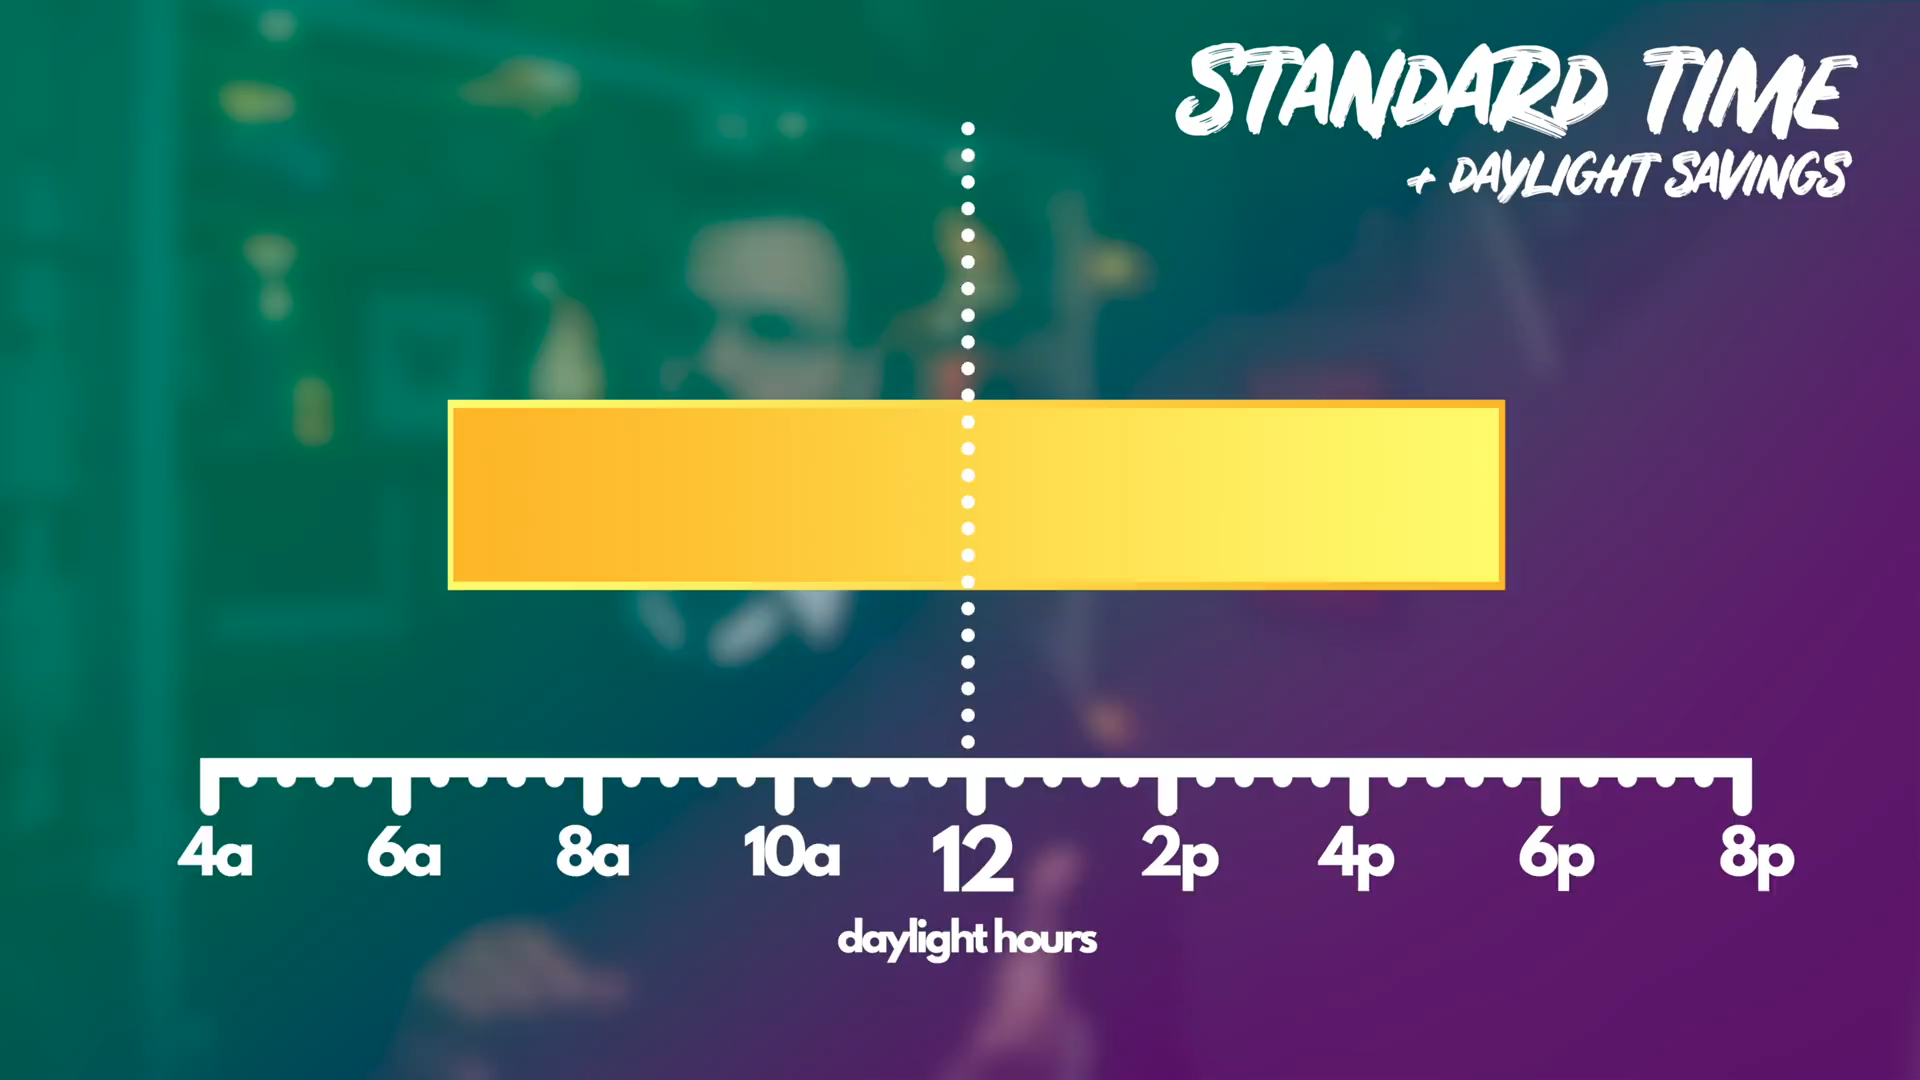 STANDARD TIME
+ DAYLIGHT SAVINGS
4a 6a 8a 10a 12 2p 4p 6p 8p
daylight hours